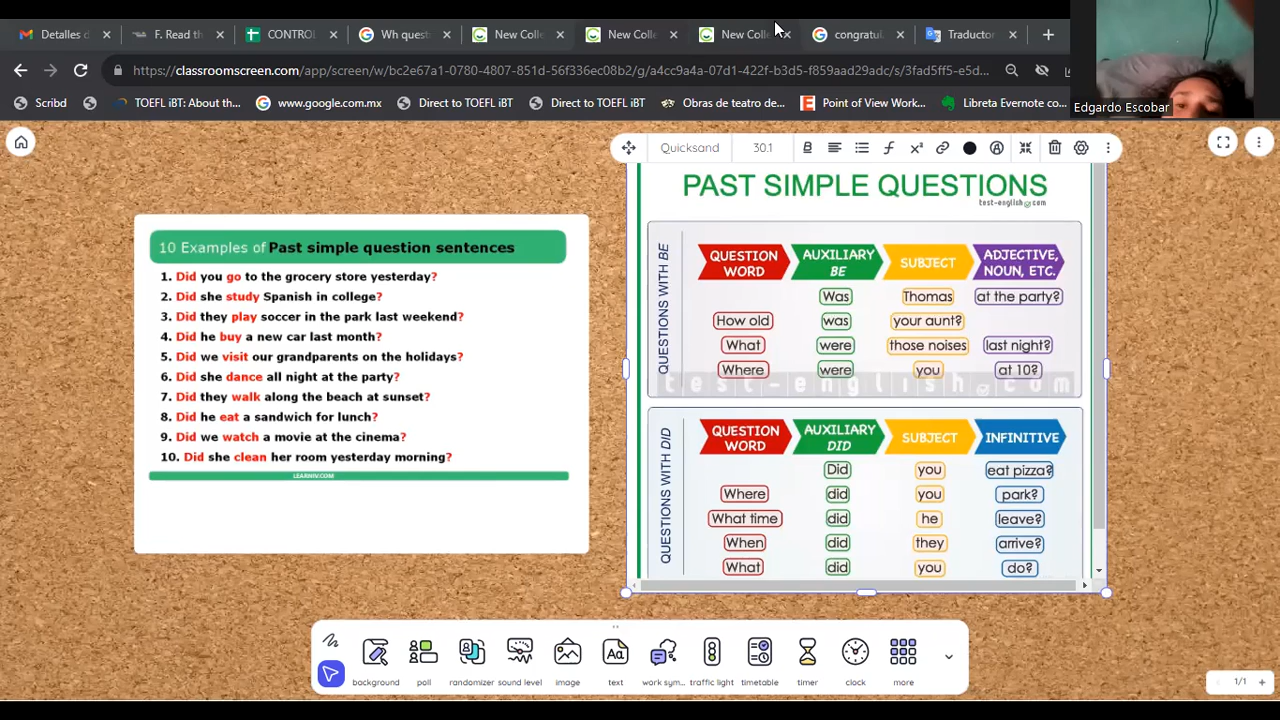 Detalles d
F. Read th
CONTROL
Wh quest
New Colle
New Colle
New Colle
congratul
Traductor
https://classroomscreen.com/app/screen/w/bc2e67a1-0780-4807-851d-56f336ec08b2/g/a4cc9a4a-07d1-422f-b3d5-f859aad29adc/s/3fad5ff5-e5d...
Scribd
TOEFL iBT: About th...
www.google.com.mx
Direct to TOEFL iBT
Direct to TOEFL iBT
Obras de teatro de...
Point of View Work...
Libreta Evernote co...
Edgardo Escobar
Quicksand 30.1
10 Examples of Past simple question sentences
1. Did you go to the grocery store yesterday?
2. Did she study Spanish in college?
3. Did they play soccer in the park last weekend?
4. Did he buy a new car last month?
5. Did we visit our grandparents on the holidays?
6. Did she dance all night at the party?
7. Did they walk along the beach at sunset?
8. Did he eat a sandwich for lunch?
9. Did we watch a movie at the cinema?
10. Did she clean her room yesterday morning?
LEARNIV.COM
PAST SIMPLE QUESTIONS
test-english.com
QUESTIONS WITH BE
QUESTION WORD
AUXILIARY BE
SUBJECT
ADJECTIVE, NOUN, ETC.
Was Thomas at the party?
How old was your aunt?
What were those noises last night?
Where were you at 10?
test-english.com
QUESTIONS WITH DID
QUESTION WORD
AUXILIARY DID
SUBJECT
INFINITIVE
Did you eat pizza?
Where did you park?
What time did he leave?
When did they arrive?
What did you do?
background
poll
randomizer
sound level
image
Aa
text
work sym...
traffic light
timetable
timer
clock
more
1/1